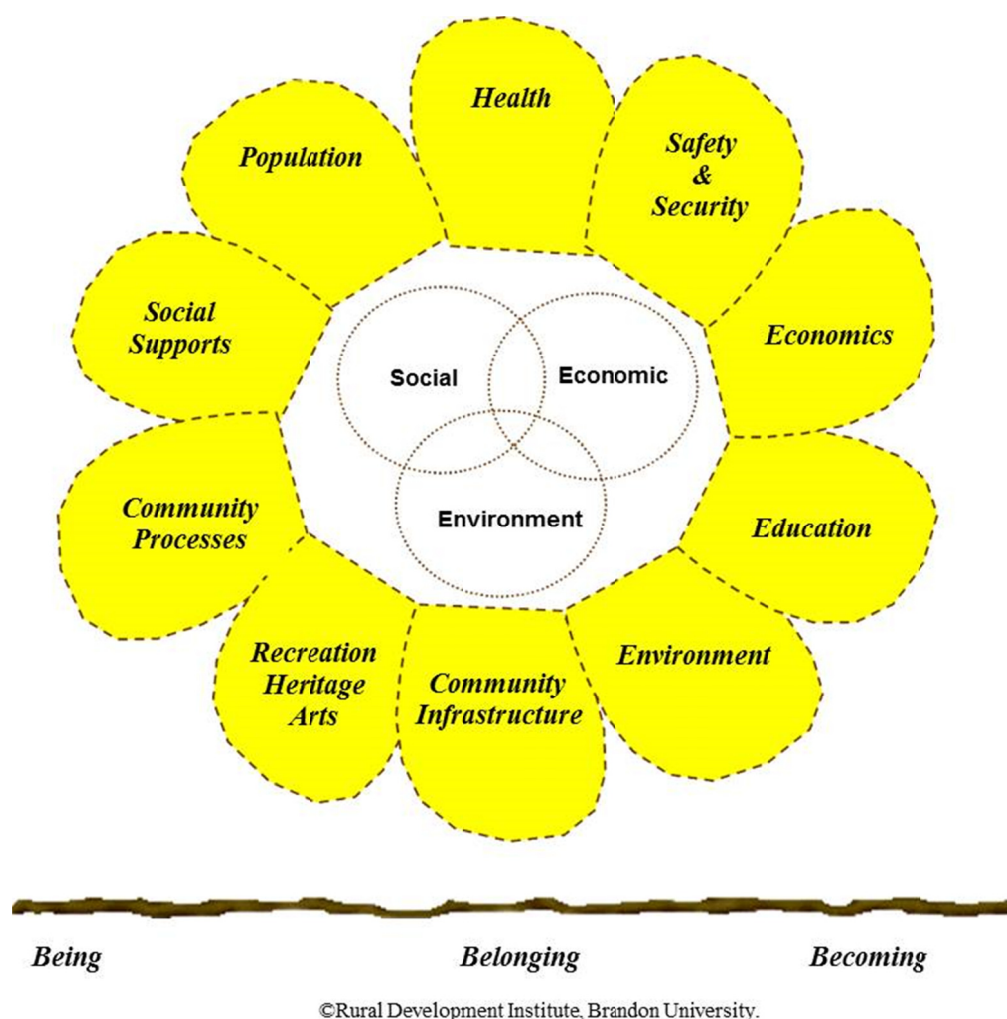 Health
Safety
&
Security
Population
Economics
Social
Supports
Social
Economic
Environment
Community
Processes
Education
Recreation
Heritage
Arts
Community
Infrastructure
Environment
Being
Belonging
Becoming
©Rural Development Institute, Brandon University.